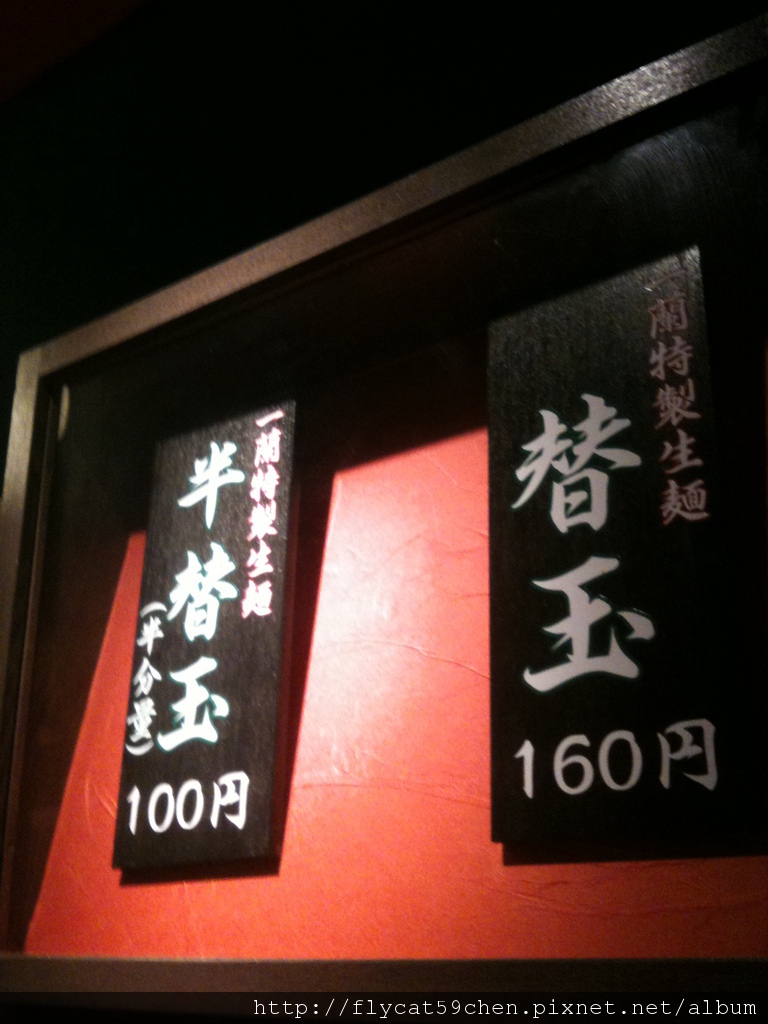 一蘭特製生麺
替玉
160円
一蘭特製生麺
半替玉
(半分量)
100円
http://flycat59chen.pixnet.net/album